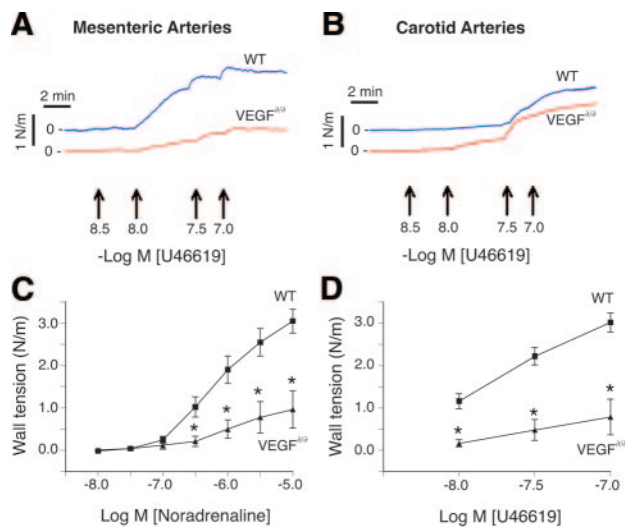 A Mesenteric Arteries
B Carotid Arteries
WT
2 min
VEGF∂/∂
1 N/m
0 -
0 -
8.5 8.0 7.5 7.0
-Log M [U46619]
WT
2 min
VEGF∂/∂
1 N/m
0 -
0 -
8.5 8.0 7.5 7.0
-Log M [U46619]
C
WT
Wall tension (N/m)
3.0
2.0
1.0
0.0
* * * *
VEGF∂/∂
-8.0 -7.0 -6.0 -5.0
Log M [Noradrenaline]
D
WT
Wall tension (N/m)
3.0
2.0
1.0
0.0
* * *
VEGF∂/∂
-8.0 -7.5 -7.0
Log M [U46619]